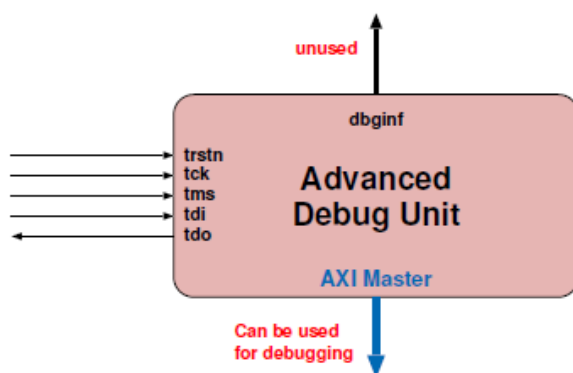 unused
dbginf
trstn
tck
tms
tdi
tdo
Advanced
Debug Unit
AXI Master
Can be used
for debugging